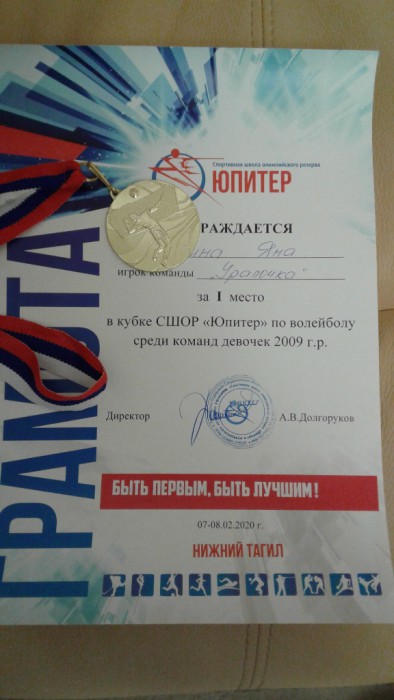 ГРАМОТА
Спортивная школа олимпийского резерва
ЮПИТЕР
РАЖДАЕТСЯ
ина Яна
игрок команды „Уралочка"
за I место
в кубке СШОР «Юпитер» по волейболу
среди команд девочек 2009 г.р.
Директор А.В.Долгоруков
БЫТЬ ПЕРВЫМ, БЫТЬ ЛУЧШИМ!
07-08.02.2020 г.
НИЖНИЙ ТАГИЛ